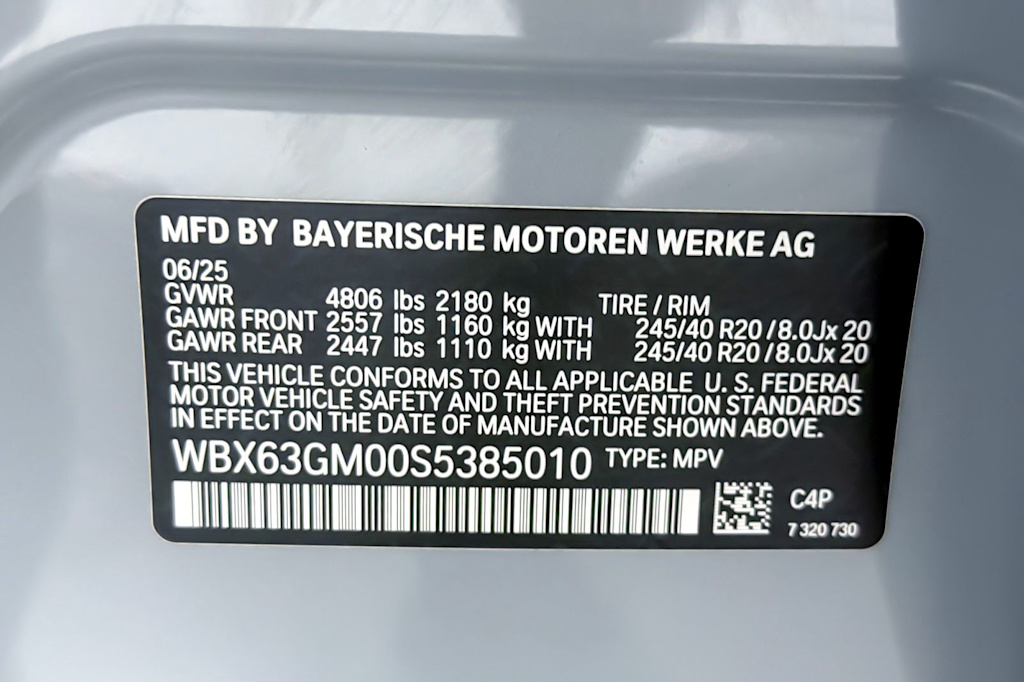 MFD BY BAYERISCHE MOTOREN WERKE AG
06/25
GVWR 4806 lbs 2180 kg TIRE / RIM
GAWR FRONT 2557 lbs 1160 kg WITH 245/40 R20 / 8.0Jx 20
GAWR REAR 2447 lbs 1110 kg WITH 245/40 R20 / 8.0Jx 20
THIS VEHICLE CONFORMS TO ALL APPLICABLE U. S. FEDERAL
MOTOR VEHICLE SAFETY AND THEFT PREVENTION STANDARDS
IN EFFECT ON THE DATE OF MANUFACTURE SHOWN ABOVE.
WBX63GM00S5385010 TYPE: MPV
C4P
7 320 730